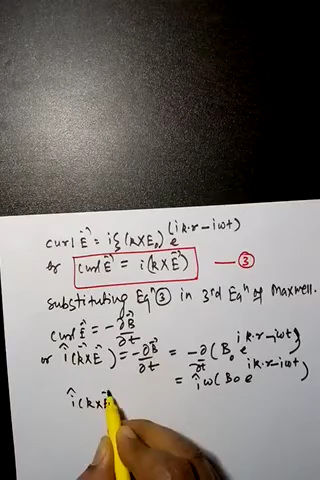 curl E⃗ = i{(k×E₀) e^(ik·r−iωt)
or curl E⃗ = i(k×E⃗) — ③
substituting Eqⁿ ③ in 3rd Eqⁿ of Maxwell.
curl E⃗ = −∂B⃗/∂t
or î(k⃗×E⃗) = −∂B⃗/∂t = −∂/∂t (B₀ e^ik·r−iωt)
= îω(B₀ e^ik·r−iωt)
î(k×E